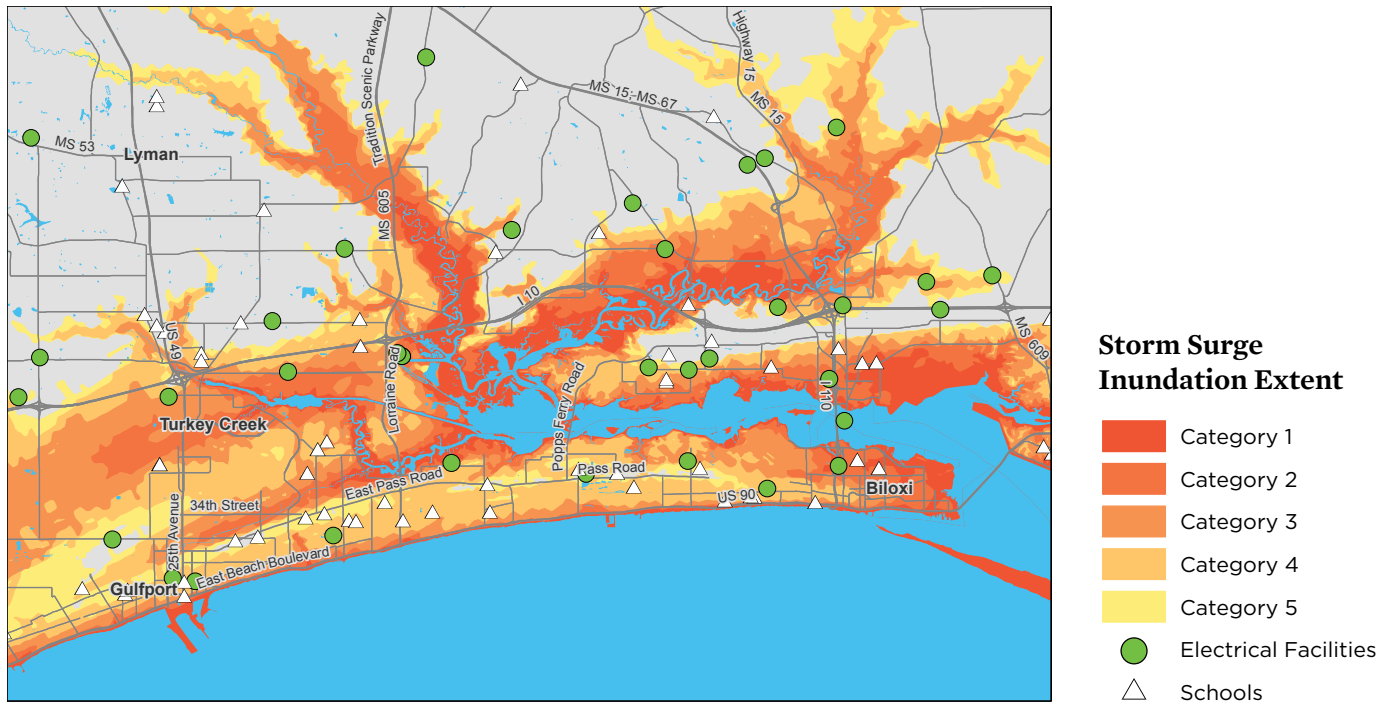 Tradition Scenic Parkway
Highway 15
MS 15; MS 67
MS 15
MS 53
Lyman
MS 605
I 10
US 49
MS 609
Lorraine Road
Popps Ferry Road
I 110
Turkey Creek
East Pass Road
Pass Road
Biloxi
US 90
34th Street
25th Avenue
East Beach Boulevard
Gulfport
Storm Surge
Inundation Extent
Category 1
Category 2
Category 3
Category 4
Category 5
Electrical Facilities
Schools